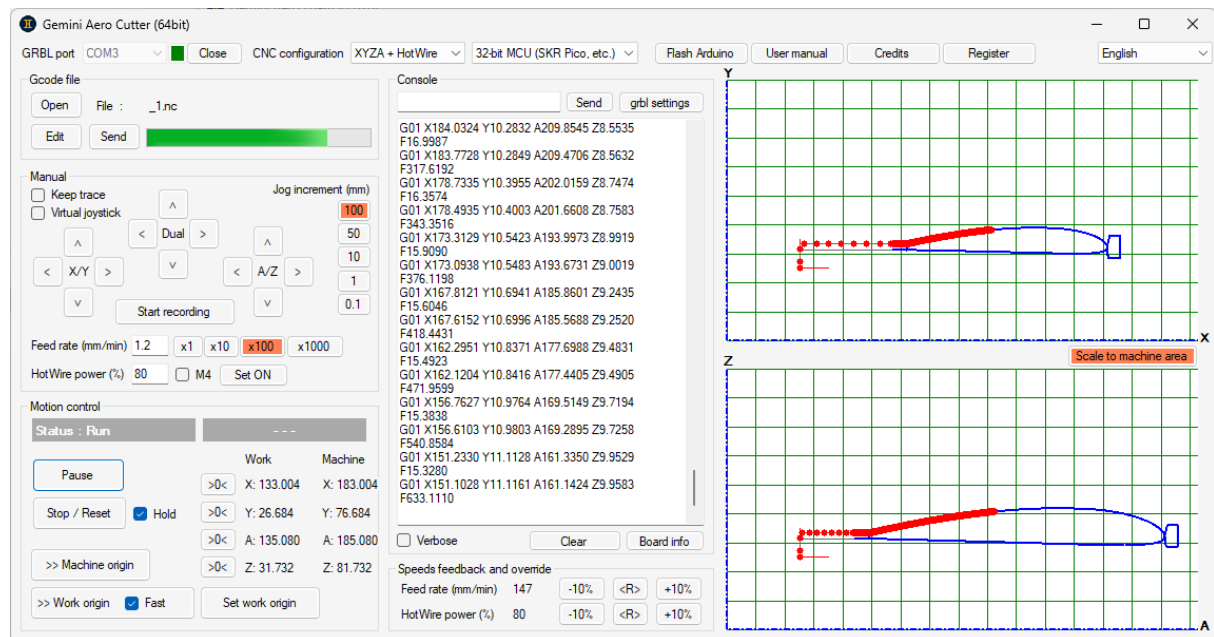 Gemini Aero Cutter (64bit)
GRBL port COM3 Close CNC configuration XYZA + HotWire 32-bit MCU (SKR Pico, etc.) Flash Arduino User manual Credits Register English
Gcode file
Open File : _1.nc
Edit Send
Manual
Keep trace
Virtual joystick
Jog increment (mm)
100
50
10
1
0.1
< Dual >
< X/Y >
< A/Z >
Start recording
Feed rate (mm/min) 1.2 x1 x10 x100 x1000
HotWire power (%) 80 M4 Set ON
Motion control
Status : Run - - -
Work Machine
Pause
>0< X: 133.004 X: 183.004
Stop / Reset Hold >0< Y: 26.684 Y: 76.684
>0< A: 135.080 A: 185.080
>> Machine origin >0< Z: 31.732 Z: 81.732
>> Work origin Fast Set work origin
Console
Send grbl settings
G01 X184.0324 Y10.2832 A209.8545 Z8.5535
F16.9987
G01 X183.7728 Y10.2849 A209.4706 Z8.5632
F317.6192
G01 X178.7335 Y10.3955 A202.0159 Z8.7474
F16.3574
G01 X178.4935 Y10.4003 A201.6608 Z8.7583
F343.3516
G01 X173.3129 Y10.5423 A193.9973 Z8.9919
F15.9090
G01 X173.0938 Y10.5483 A193.6731 Z9.0019
F376.1198
G01 X167.8121 Y10.6941 A185.8601 Z9.2435
F15.6046
G01 X167.6152 Y10.6996 A185.5688 Z9.2520
F418.4431
G01 X162.2951 Y10.8371 A177.6988 Z9.4831
F15.4923
G01 X162.1204 Y10.8416 A177.4405 Z9.4905
F471.9599
G01 X156.7627 Y10.9764 A169.5149 Z9.7194
F15.3838
G01 X156.6103 Y10.9803 A169.2895 Z9.7258
F540.8584
G01 X151.2330 Y11.1128 A161.3350 Z9.9529
F15.3280
G01 X151.1028 Y11.1161 A161.1424 Z9.9583
F633.1110
Verbose Clear Board info
Speeds feedback and override
Feed rate (mm/min) 147 -10% <R> +10%
HotWire power (%) 80 -10% <R> +10%
Y
X
Scale to machine area
Z
A